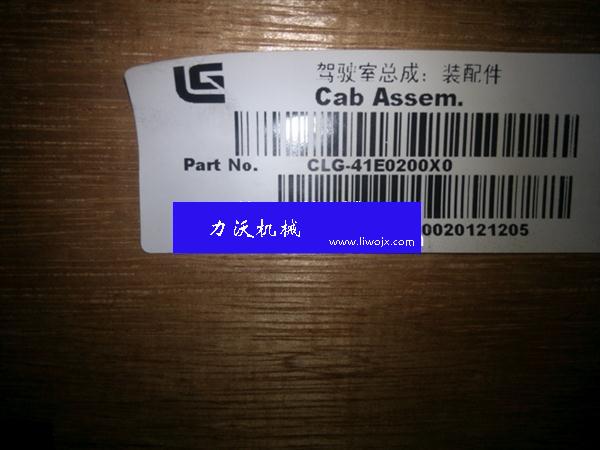 LG
驾驶室总成：装配件
Cab Assem.
Part No. CLG-41E0200X0
0020121205
力沃机械
www.liwojx.com